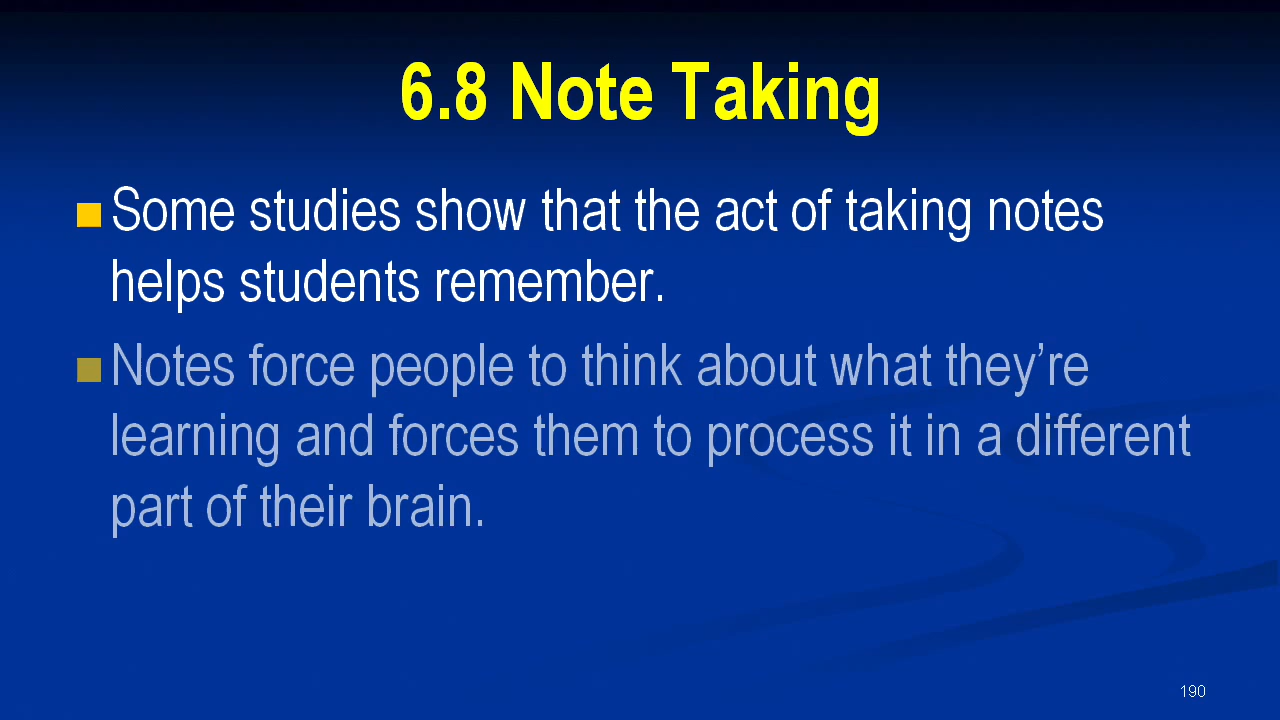 6.8 Note Taking
Some studies show that the act of taking notes
helps students remember.
Notes force people to think about what they’re
learning and forces them to process it in a different
part of their brain.
190